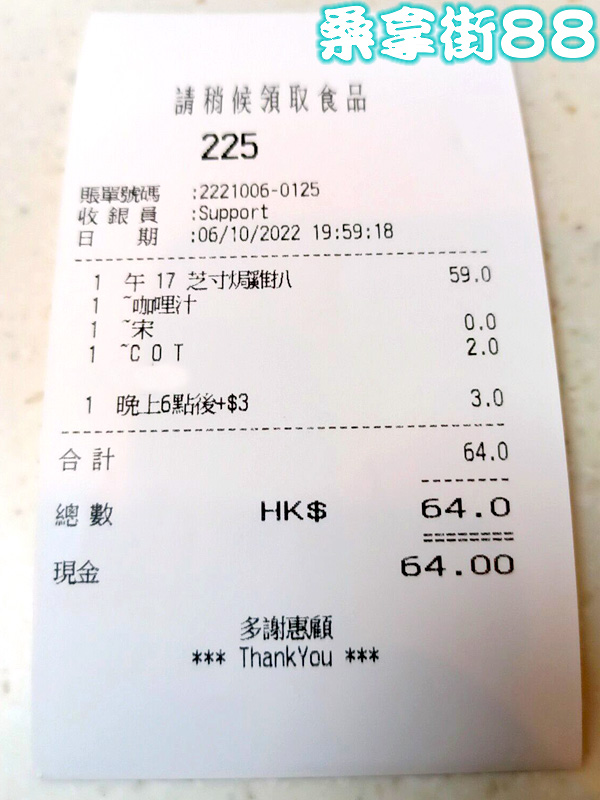 桑拿街88
請稍候領取食品
225
賬單號碼 :2221006-0125
收銀員 :Support
日期 :06/10/2022 19:59:18
1 午 17 芝寸焗雞扒 59.0
1 ~咖哩汁
1 ~宋 0.0
1 ~C O T 2.0
1 晚上6點後+$3 3.0
合計 64.0
總數 HK$ 64.0
現金 64.00
多謝惠顧
*** ThankYou ***